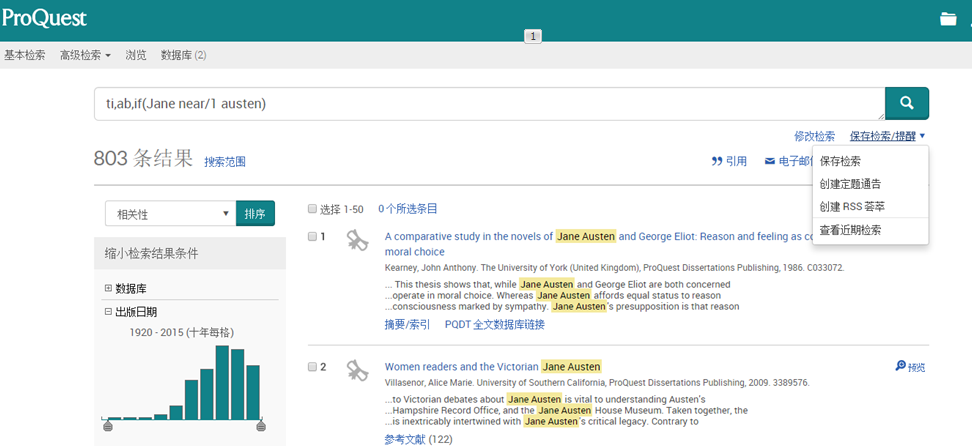 ProQuest
1
基本检索 高级检索 浏览 数据库 (2)
ti,ab,if(Jane near/1 austen)
修改检索 保存检索/提醒
803 条结果 搜索范围
引用 电子邮
保存检索
创建定题通告
创建 RSS 荟萃
查看近期检索
相关性 排序
选择 1-50 0 个所选条目
缩小检索结果条件
数据库
出版日期
1920 - 2015 (十年每格)
1 A comparative study in the novels of Jane Austen and George Eliot: Reason and feeling as
moral choice
Kearney, John Anthony. The University of York (United Kingdom), ProQuest Dissertations Publishing, 1986. C033072.
... This thesis shows that, while Jane Austen and George Eliot are both concerned
...operate in moral choice. Whereas Jane Austen affords equal status to reason
...consciousness marked by sympathy. Jane Austen's presupposition is that reason
摘要/索引 PQDT 全文数据库链接
2 Women readers and the Victorian Jane Austen
预览
Villasenor, Alice Marie. University of Southern California, ProQuest Dissertations Publishing, 2009. 3389576.
...to Victorian debates about Jane Austen is vital to understanding Austen's
...Hampshire Record Office, and the Jane Austen House Museum. Taken together, the
...is inextricably intertwined with Jane Austen's critical legacy. Contrary to
参考文献 (122)